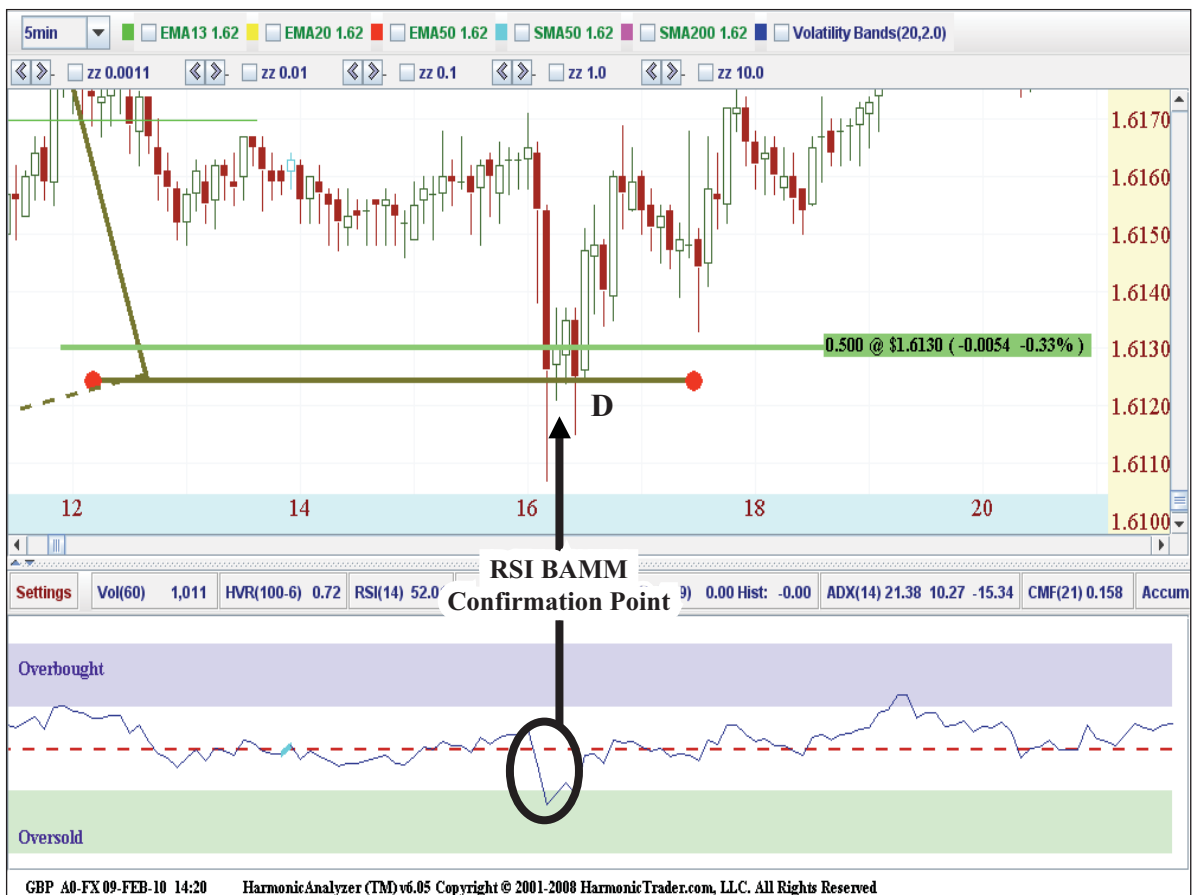 5min EMA13 1.62 EMA20 1.62 EMA50 1.62 SMA50 1.62 SMA200 1.62 Volatility Bands(20,2.0)
zz 0.0011 zz 0.01 zz 0.1 zz 1.0 zz 10.0
1.6170
1.6160
1.6150
1.6140
0.500 @ $1.6130 ( -0.0054 -0.33% )
1.6130
D
1.6120
1.6110
12 14 16 18 20
1.6100
RSI BAMM
Confirmation Point
Settings Vol(60) 1,011 HVR(100-6) 0.72 RSI(14) 0.00 Hist: -0.00 ADX(14) 21.38 10.27 -15.34 CMF(21) 0.158 Accum
Overbought
Oversold
GBP A0-FX 09-FEB-10 14:20 HarmonicAnalyzer (TM) v6.05 Copyright © 2001-2008 HarmonicTrader.com, LLC. All Rights Reserved